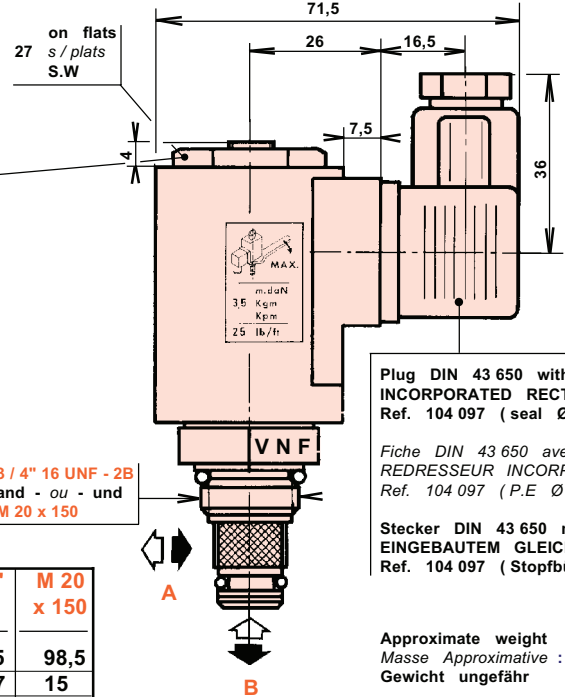 71,5
on flats
27 s / plats
S.W
26
16,5
7,5
4
36
MAX.
m.daN
3,5 Kgm
Kpm
25 lb/ft
VNF
3 / 4" 16 UNF - 2B
and - ou - und
M 20 x 150
A
B
M 20
x 150
5 98,5
7 15
Plug DIN 43 650 with
INCORPORATED RECT
Ref. 104 097 ( seal Ø
Fiche DIN 43 650 ave
REDRESSEUR INCOR
Ref. 104 097 ( P.E Ø
Stecker DIN 43 650 m
EINGEBAUTEM GLEIC
Ref. 104 097 ( Stopfb
Approximate weight
Masse Approximative :
Gewicht ungefähr